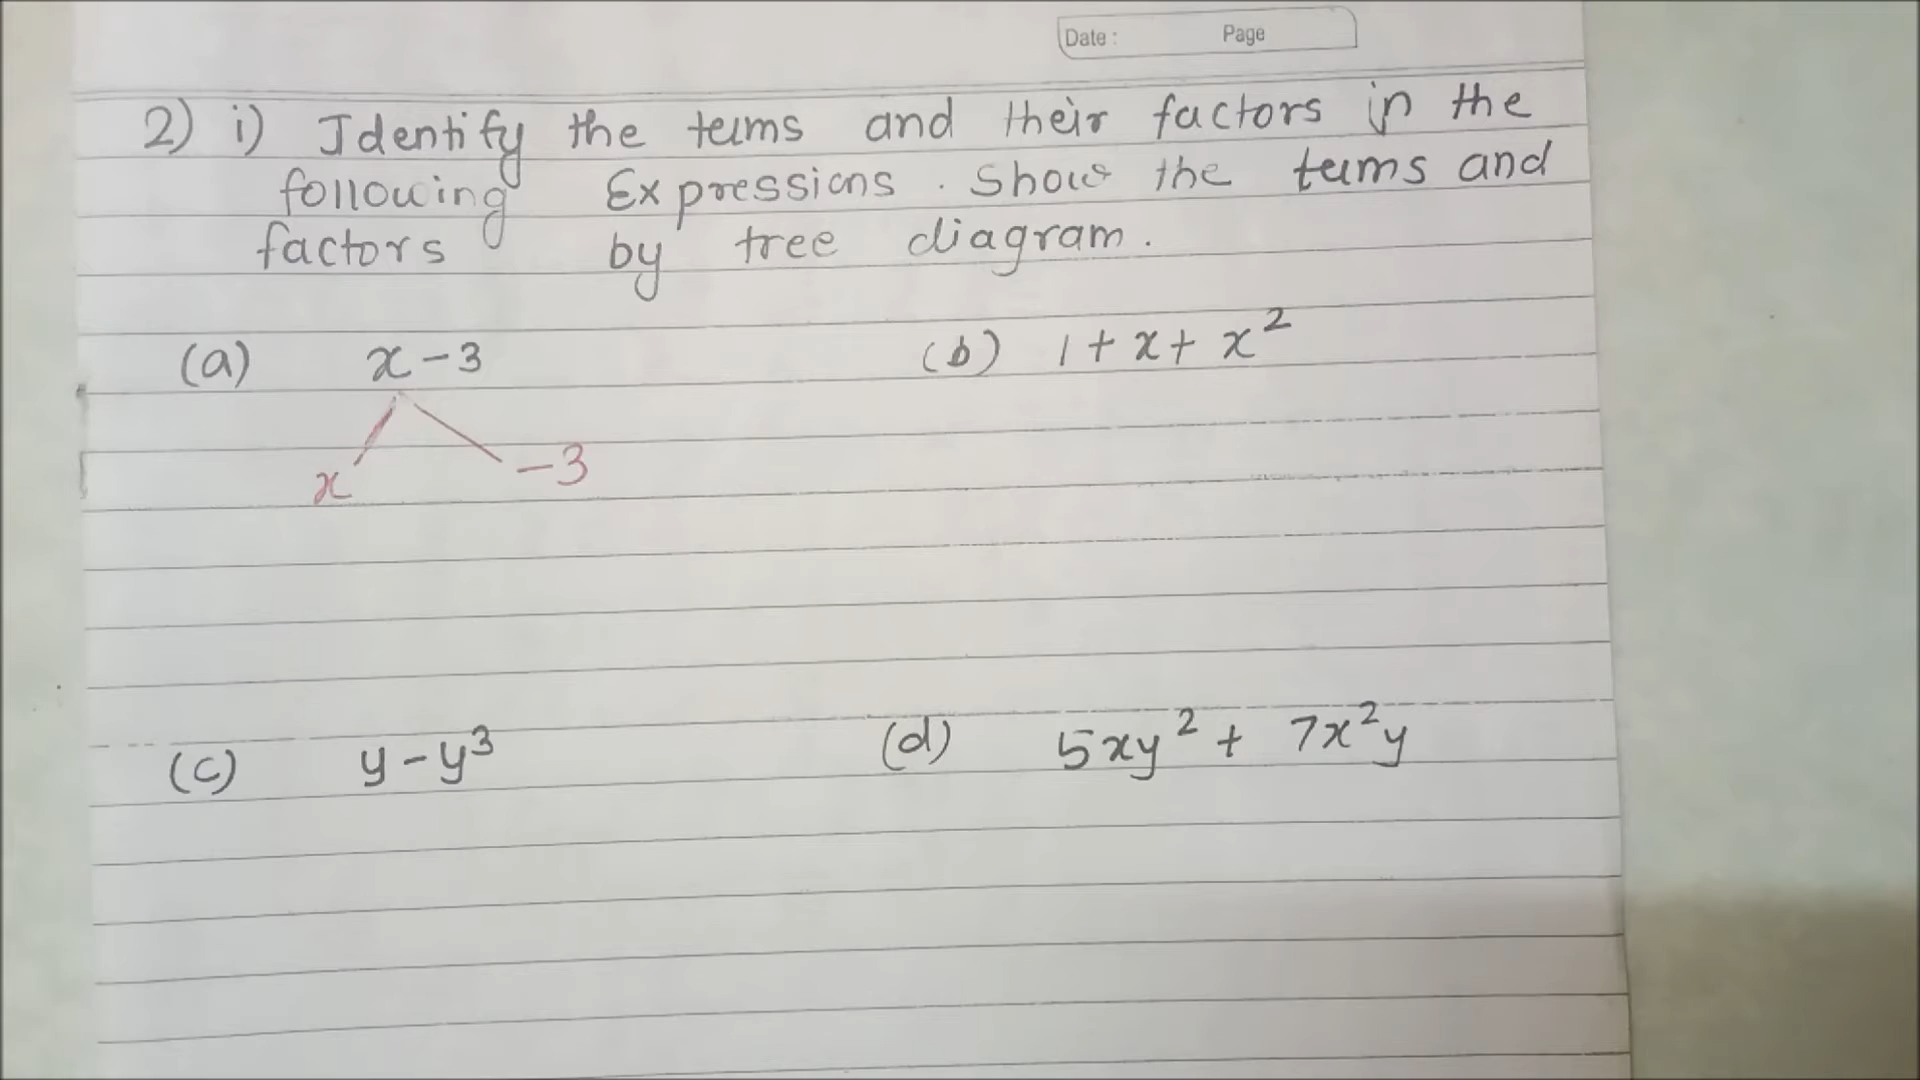 Date :  Page
2) i) Identify the terms and their factors in the
following Expressions . Show the terms and
factors by tree diagram.
(a) x - 3 (b) 1 + x + x²
x -3
(c) y - y³ (d) 5xy² + 7x²y